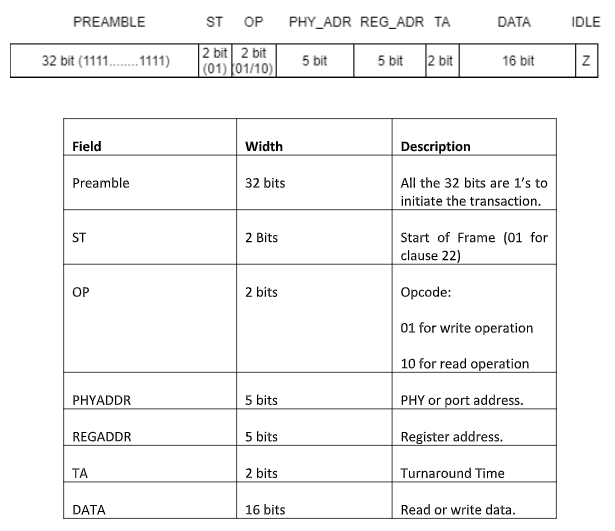 PREAMBLE ST OP PHY_ADR REG_ADR TA DATA IDLE
32 bit (1111........1111) 2 bit (01) 2 bit (01/10) 5 bit 5 bit 2 bit 16 bit Z
Field Width Description
Preamble 32 bits All the 32 bits are 1's to
initiate the transaction.
ST 2 Bits Start of Frame (01 for
clause 22)
OP 2 bits Opcode:
01 for write operation
10 for read operation
PHYADDR 5 bits PHY or port address.
REGADDR 5 bits Register address.
TA 2 bits Turnaround Time
DATA 16 bits Read or write data.